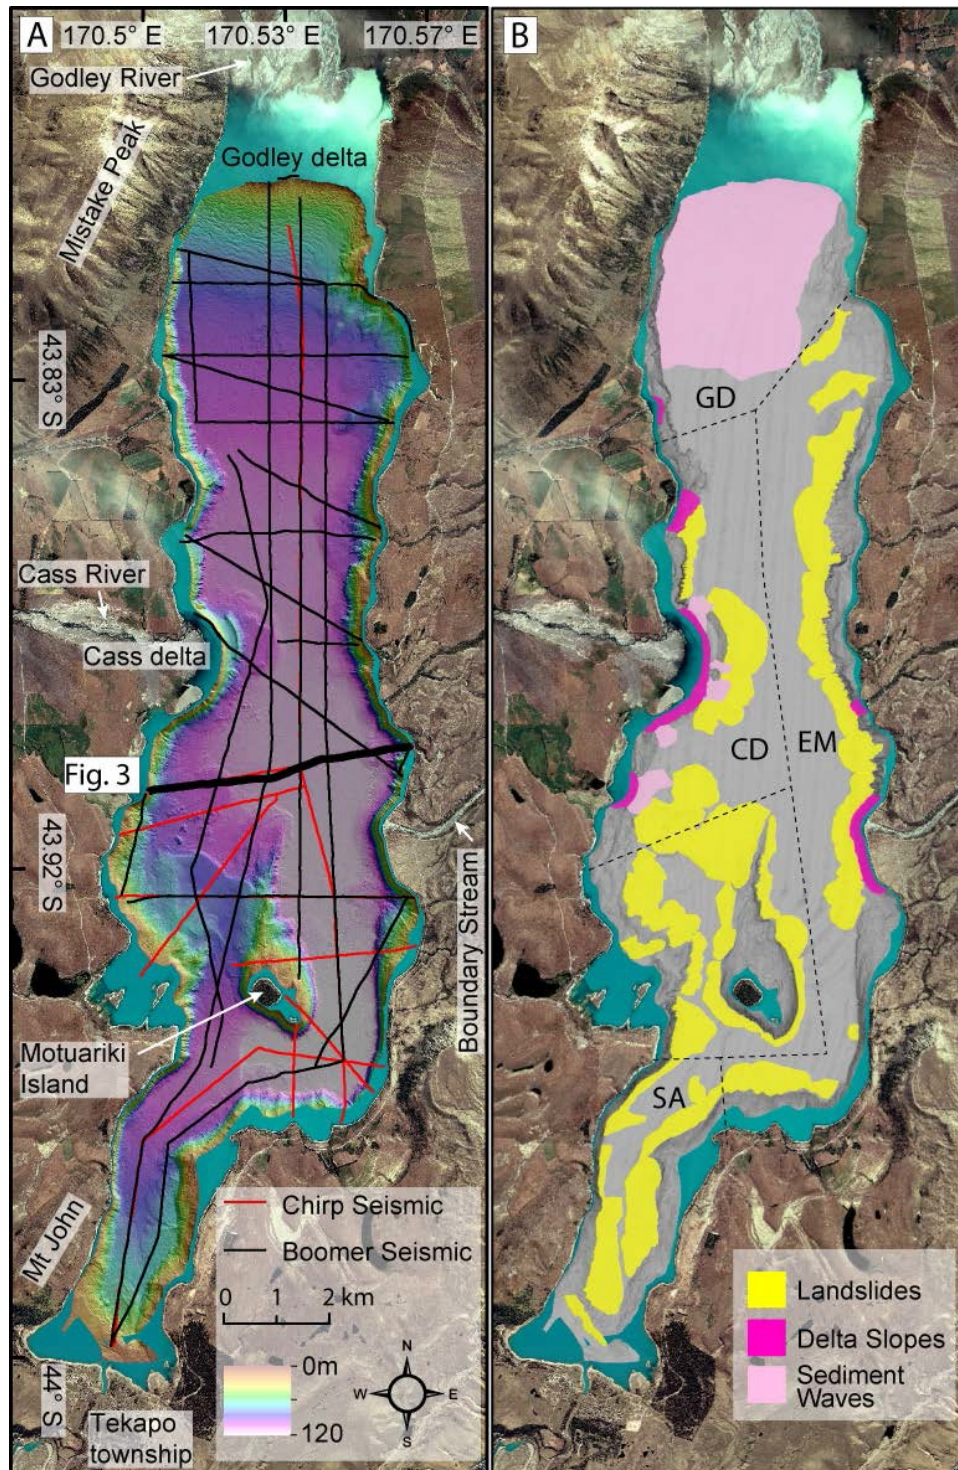 A
170.5° E
170.53° E
170.57° E
Godley River
Mistake Peak
Godley delta
43.83° S
Cass River
Cass delta
Fig. 3
43.92° S
Boundary Stream
Motuariki
Island
Mt John
Chirp Seismic
Boomer Seismic
0 1 2 km
0m
120
N
W E
S
44° S
Tekapo
township
B
GD
CD
EM
SA
Landslides
Delta Slopes
Sediment
Waves